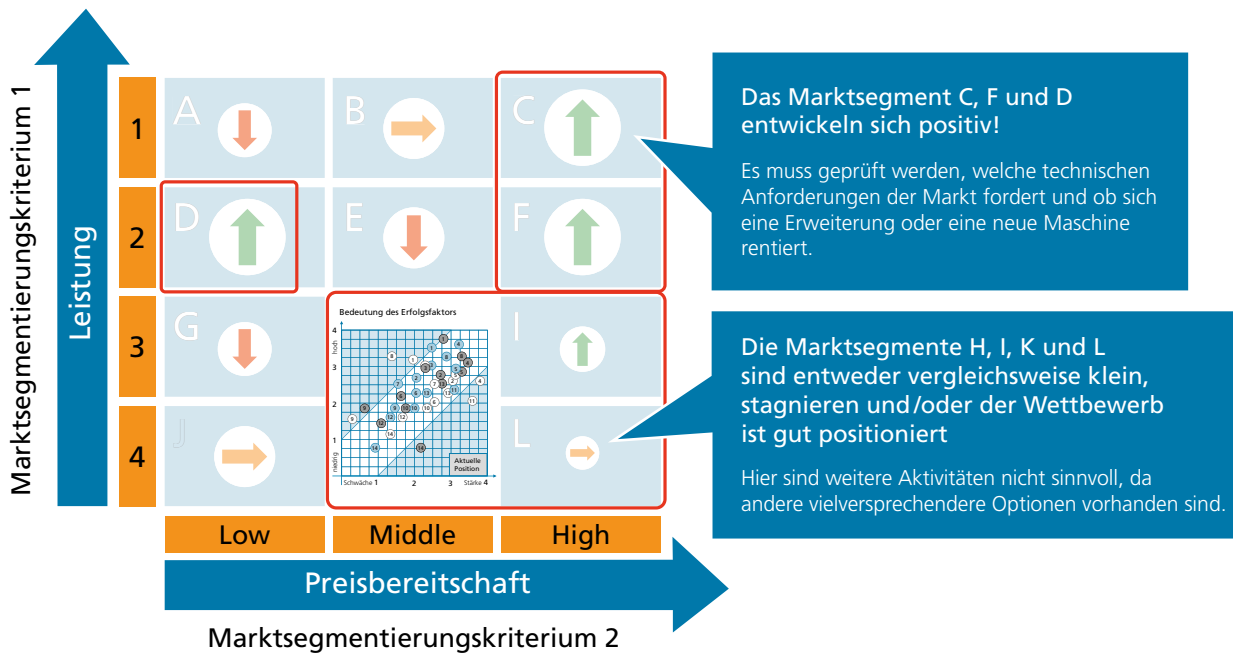 Marktsegmentierungskriterium 1
Leistung
1
2
3
4
A
B
C
D
E
F
G
I
J
L
Bedeutung des Erfolgsfaktors
4
hoch
3
2
1
niedrig
Schwäche 1 2 3 Stärke 4
Aktuelle
Position
Low
Middle
High
Preisbereitschaft
Marktsegmentierungskriterium 2
Das Marktsegment C, F und D
entwickeln sich positiv!
Es muss geprüft werden, welche technischen
Anforderungen der Markt fordert und ob sich
eine Erweiterung oder eine neue Maschine
rentiert.
Die Marktsegmente H, I, K und L
sind entweder vergleichsweise klein,
stagnieren und/oder der Wettbewerb
ist gut positioniert
Hier sind weitere Aktivitäten nicht sinnvoll, da
andere vielversprechendere Optionen vorhanden sind.